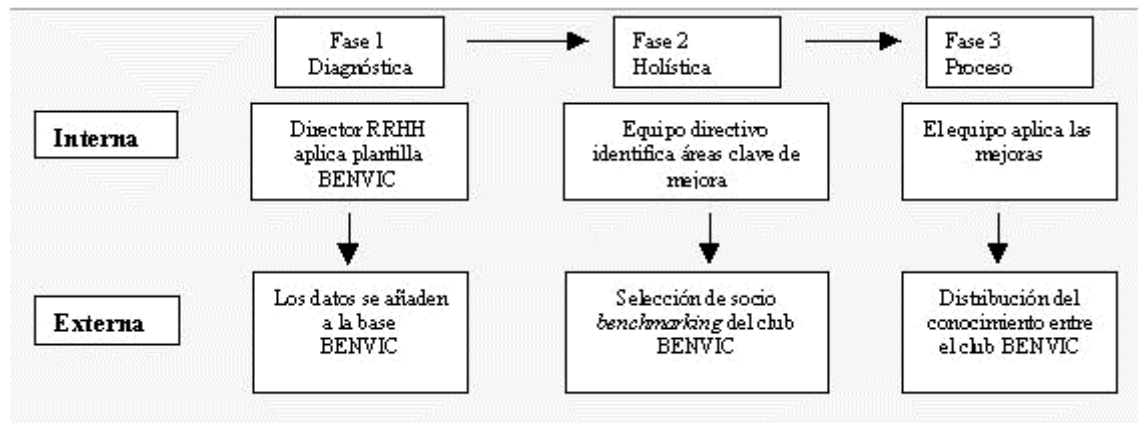 Fase 1
Diagnóstica
Fase 2
Holística
Fase 3
Proceso
Interna
Director RRHH
aplica plantilla
BENVIC
Equipo directivo
identifica áreas clave de
mejora
El equipo aplica las
mejoras
Externa
Los datos se añaden
a la base
BENVIC
Selección de socio
benchmarking del club
BENVIC
Distribución del
conocimiento entre
el club BENVIC